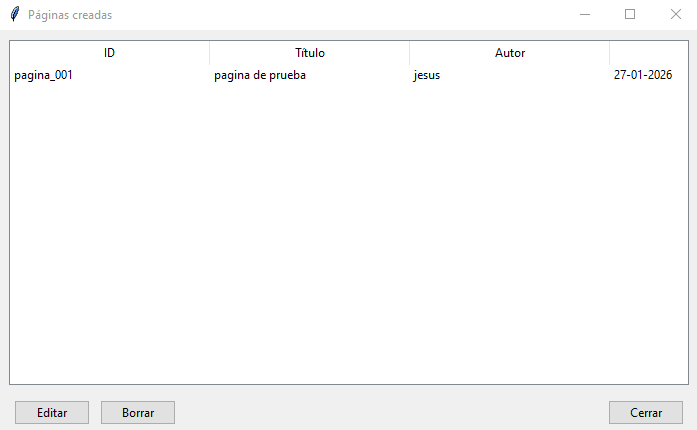 Páginas creadas
ID Título Autor
pagina_001 pagina de prueba jesus 27-01-2026
Editar Borrar Cerrar